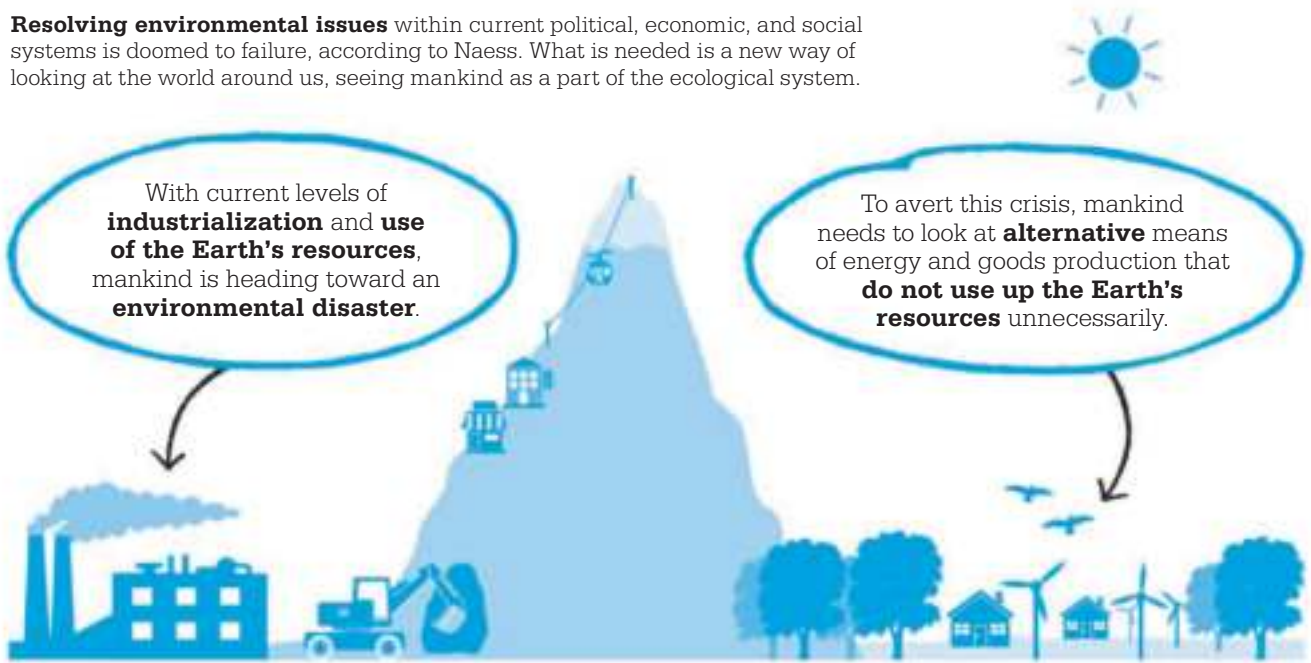 Resolving environmental issues within current political, economic, and social
systems is doomed to failure, according to Naess. What is needed is a new way of
looking at the world around us, seeing mankind as a part of the ecological system.
With current levels of
industrialization and use
of the Earth's resources,
mankind is heading toward an
environmental disaster.
To avert this crisis, mankind
needs to look at alternative means
of energy and goods production that
do not use up the Earth's
resources unnecessarily.